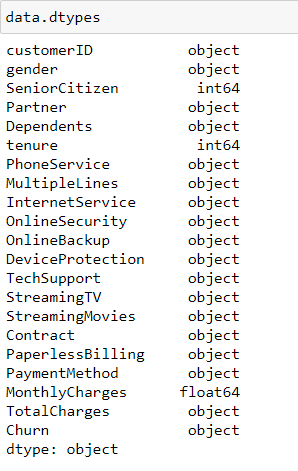 data.dtypes
customerID object
gender object
SeniorCitizen int64
Partner object
Dependents object
tenure int64
PhoneService object
MultipleLines object
InternetService object
OnlineSecurity object
OnlineBackup object
DeviceProtection object
TechSupport object
StreamingTV object
StreamingMovies object
Contract object
PaperlessBilling object
PaymentMethod object
MonthlyCharges float64
TotalCharges object
Churn object
dtype: object